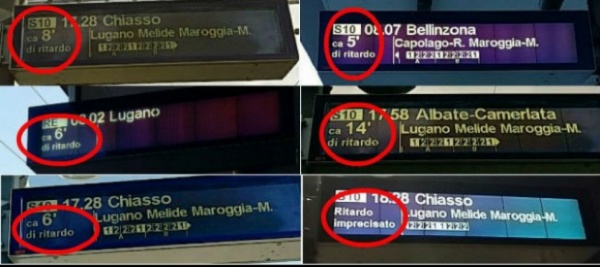 S10 17.28 Chiasso
ca 8' Lugano Melide Maroggia-M.
di ritardo
S10 08.07 Bellinzona
ca 5' Capolago-R. Maroggia-M.
di ritardo
RE 08.02 Lugano
ca 6'
di ritardo
S10 17.58 Albate-Camerlata
ca 14' Lugano Melide Maroggia-M.
di ritardo
S10 17.28 Chiasso
ca 6' Lugano Melide Maroggia-M.
di ritardo
S10 18.28 Chiasso
Ritardo Lugano Melide Maroggia-M.
imprecisato